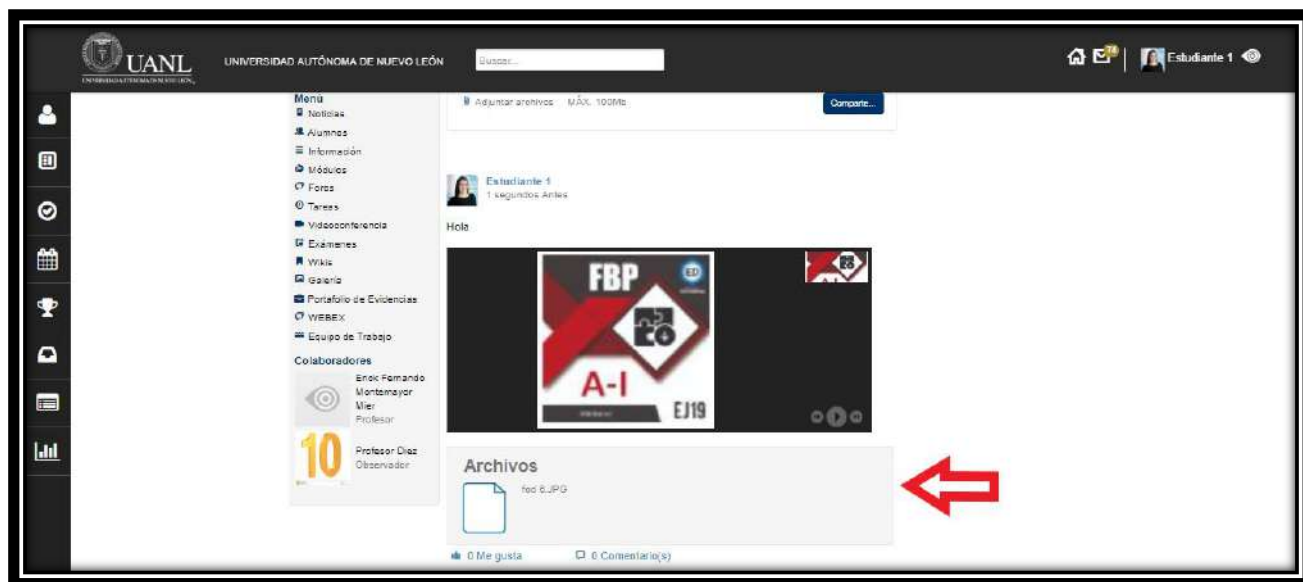 UANL
UNIVERSIDAD AUTÓNOMA DE NUEVO LEÓN
Buscar...
74
Estudiante 1
Menú
Noticias
Alumnos
Información
Módulos
Foros
Tareas
Videoconferencia
Exámenes
Wikis
Galería
Portafolio de Evidencias
WEBEX
Equipo de Trabajo
Colaboradores
Erick Fernando
Montemayor
Mier
Profesor
10
Profesor Diez
Observador
Adjuntar archivos MÁX. 100Mb
Comparte...
Estudiante 1
1 segundos Antes
Hola
FBP
ED
A-I
EJ19
Archivos
fed 6.JPG
0 Me gusta
0 Comentario(s)